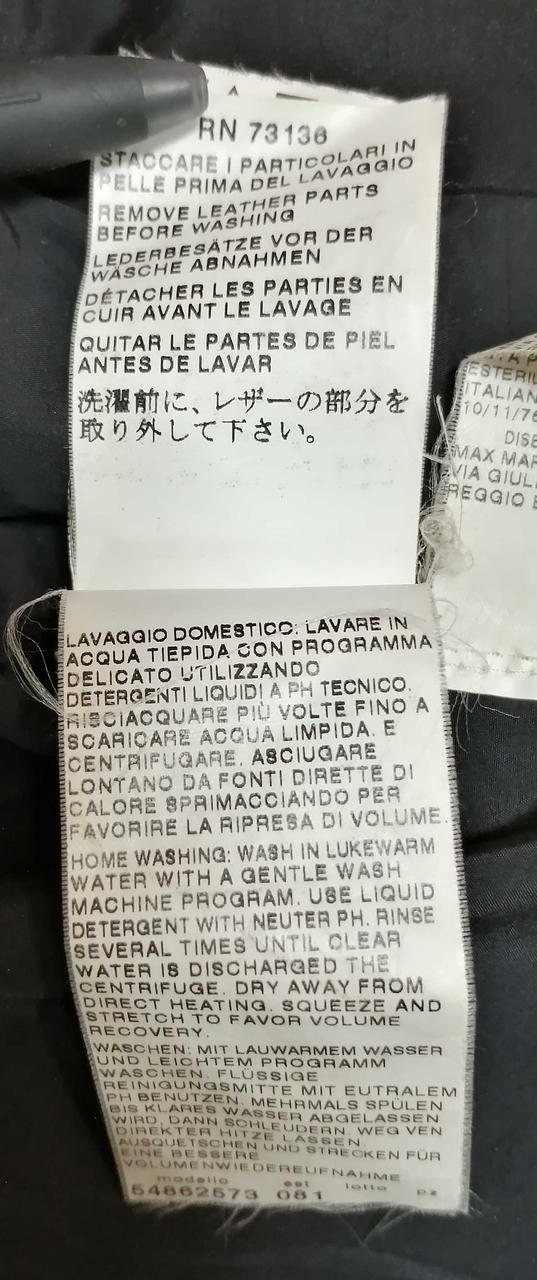 RN 73136
STACCARE I PARTICOLARI IN
PELLE PRIMA DEL LAVAGGIO
REMOVE LEATHER PARTS
BEFORE WASHING
LEDERBESÄTZE VOR DER
WÄSCHE ABNAHMEN
DÉTACHER LES PARTIES EN
CUIR AVANT LE LAVAGE
QUITAR LE PARTES DE PIEL
ANTES DE LAVAR
洗濯前に、レザーの部分を
取り外して下さい。
ESTERI
ITALIAN
10/11/76
DISE
MAX MAR
VIA GIUL
REGGIO E
LAVAGGIO DOMESTICO: LAVARE IN
ACQUA TIEPIDA CON PROGRAMMA
DELICATO UTILIZZANDO
DETERGENTI LIQUIDI A PH TECNICO.
RISCIACQUARE PIÙ VOLTE FINO A
SCARICARE ACQUA LIMPIDA. E
CENTRIFUGARE. ASCIUGARE
LONTANO DA FONTI DIRETTE DI
CALORE SPRIMACCIANDO PER
FAVORIRE LA RIPRESA DI VOLUME.
HOME WASHING: WASH IN LUKEWARM
WATER WITH A GENTLE WASH
MACHINE PROGRAM. USE LIQUID
DETERGENT WITH NEUTER PH. RINSE
SEVERAL TIMES UNTIL CLEAR
WATER IS DISCHARGED THE
CENTRIFUGE. DRY AWAY FROM
DIRECT HEATING. SQUEEZE AND
STRETCH TO FAVOR VOLUME
RECOVERY.
WASCHEN: MIT LAUWARMEM WASSER
UND LEICHTEM PROGRAMM
WASCHEN. FLÜSSIGE
REINIGUNGSMITTE MIT EUTRALEM
PH BENUTZEN. MEHRMALS SPÜLEN
BIS KLARES WASSER ABGELASSEN
WIRD, DANN SCHLEUDERN. WEG VEN
DIREKTER HITZE LASSEN.
AUSQUETSCHEN UND STRECKEN FÜR
EINE BESSERE
VOLUMENWIEDEREUFNAHME
modello est lotto pz
54862573 081